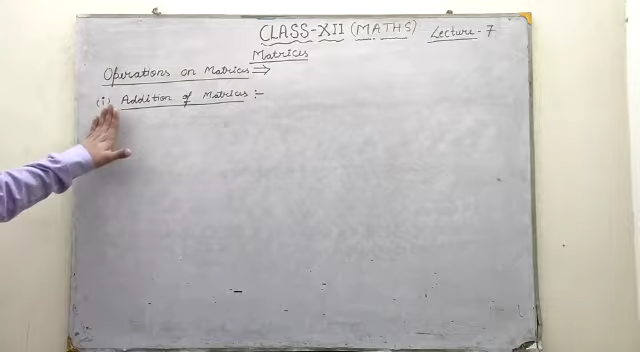 CLASS-XII (MATHS) Lecture-7
Matrices
Operations on Matrices ⇒
(i) Addition of Matrices :-